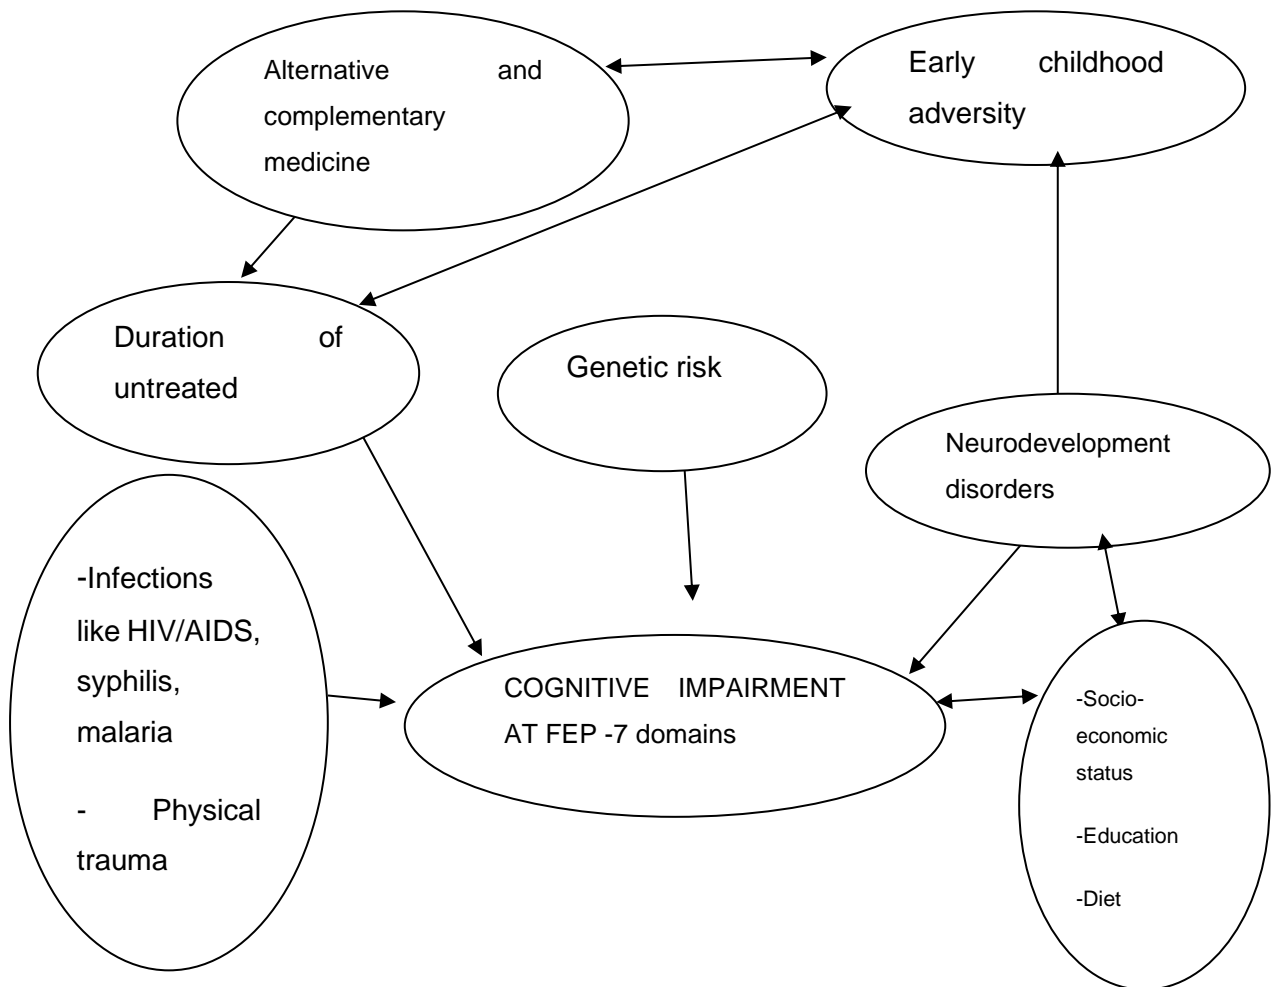 Alternative and
complementary
medicine
Early childhood
adversity
Duration of
untreated
Genetic risk
Neurodevelopment
disorders
-Infections
like HIV/AIDS,
syphilis,
malaria
- Physical
trauma
COGNITIVE IMPAIRMENT
AT FEP -7 domains
-Socio-
economic
status
-Education
-Diet